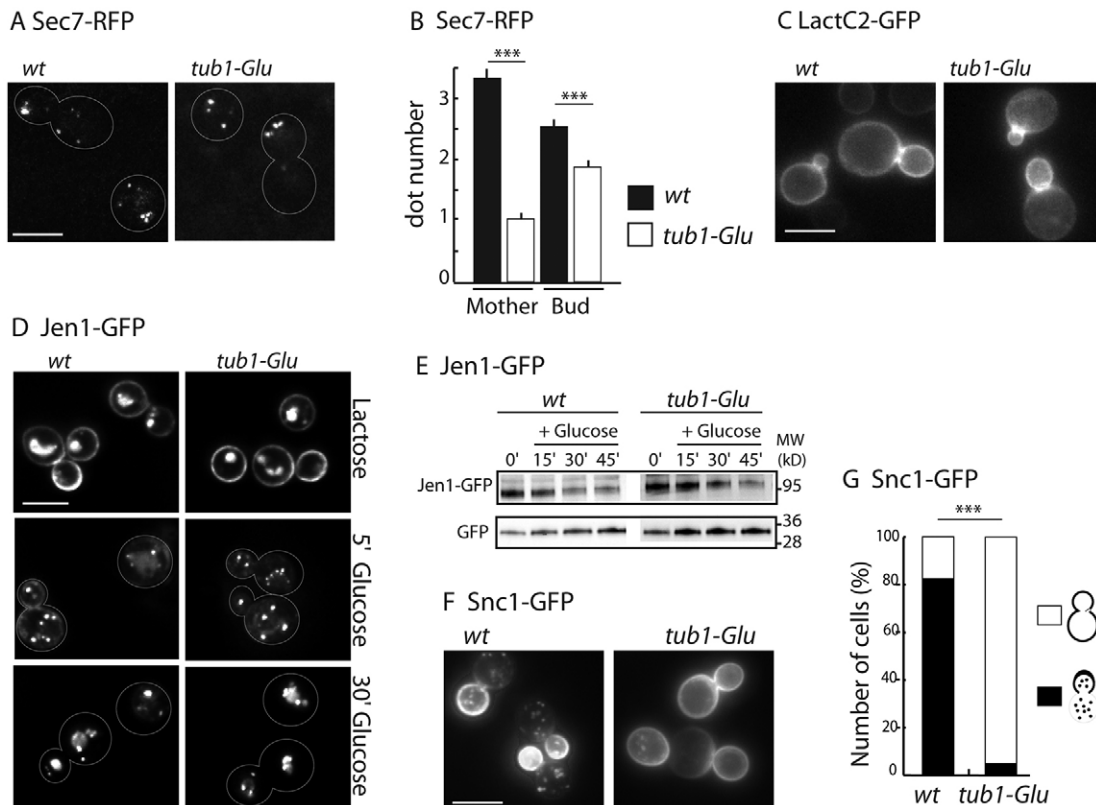 A Sec7-RFP
wt
tub1-Glu
B Sec7-RFP
***
***
dot number
3
2
1
0
Mother
Bud
wt
tub1-Glu
C LactC2-GFP
wt
tub1-Glu
D Jen1-GFP
wt
tub1-Glu
Lactose
5' Glucose
30' Glucose
E Jen1-GFP
wt
tub1-Glu
+ Glucose
+ Glucose
MW
(kD)
0' 15' 30' 45'
0' 15' 30' 45'
Jen1-GFP
95
GFP
36
28
F Snc1-GFP
wt
tub1-Glu
G Snc1-GFP
***
Number of cells (%)
100
80
60
40
20
0
wt
tub1-Glu